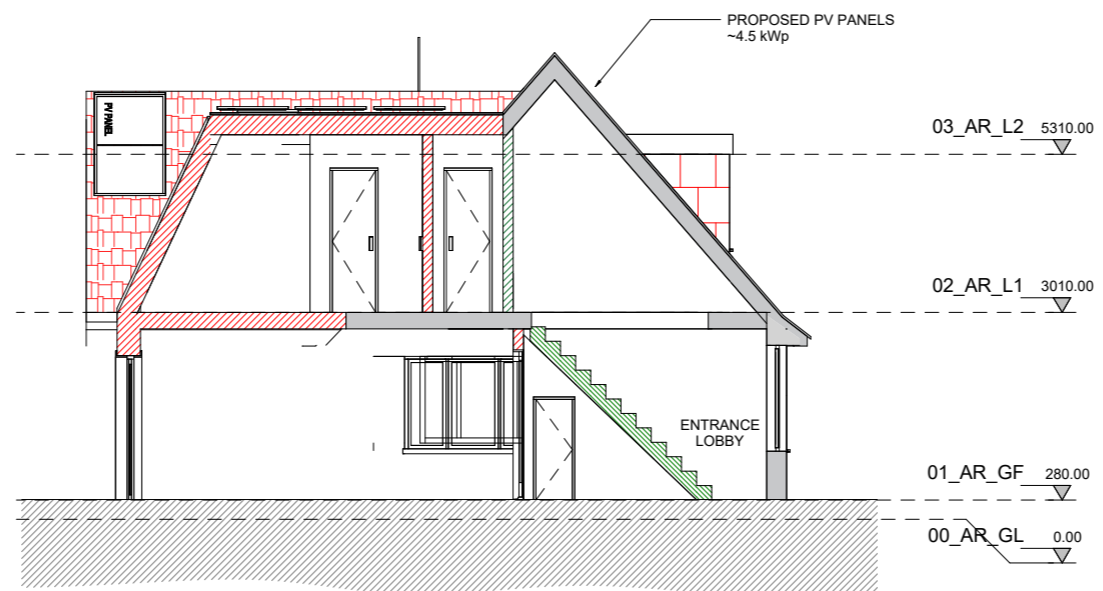 PROPOSED PV PANELS
~4.5 kWp
PV PANEL
03_AR_L2 5310.00
02_AR_L1 3010.00
ENTRANCE
LOBBY
01_AR_GF 280.00
00_AR_GL 0.00